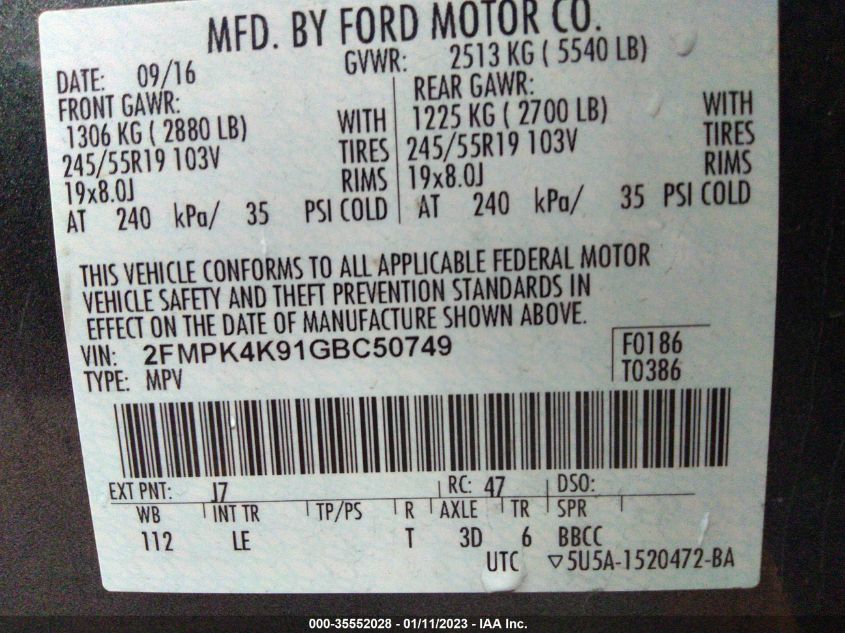 MFD. BY FORD MOTOR CO.
DATE: 09/16 GVWR: 2513 KG ( 5540 LB)
FRONT GAWR: REAR GAWR:
1306 KG ( 2880 LB) WITH 1225 KG ( 2700 LB) WITH
245/55R19 103V TIRES 245/55R19 103V TIRES
19x8.0J RIMS 19x8.0J RIMS
AT 240 kPa/ 35 PSI COLD AT 240 kPa/ 35 PSI COLD
THIS VEHICLE CONFORMS TO ALL APPLICABLE FEDERAL MOTOR
VEHICLE SAFETY AND THEFT PREVENTION STANDARDS IN
EFFECT ON THE DATE OF MANUFACTURE SHOWN ABOVE.
VIN: 2FMPK4K91GBC50749 F0186
TYPE: MPV T0386
EXT PNT: J7 RC: 47 DSO:
WB INT TR TP/PS R AXLE TR SPR
112 LE T 3D 6 BBCC
UTC ▽5U5A-1520472-BA
000-35552028 - 01/11/2023 - IAA Inc.